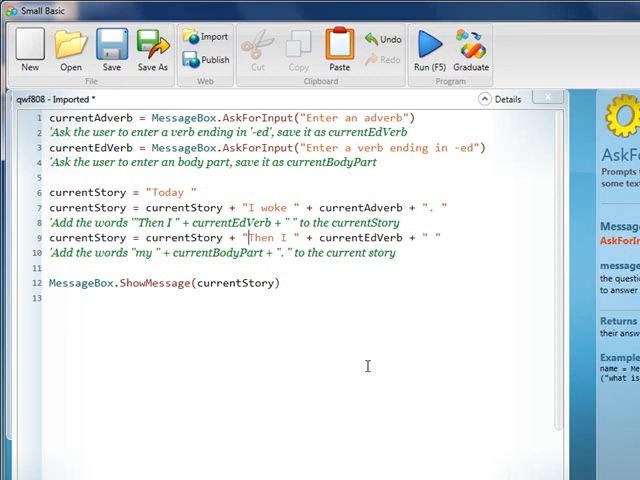 Small Basic
New
Open
Save
Save As
Import
Publish
Cut
Copy
Paste
Undo
Redo
Run (F5)
Graduate
File
Web
Clipboard
Program
qwf808 - Imported *
Details
1 currentAdverb = MessageBox.AskForInput("Enter an adverb")
2 'Ask the user to enter a verb ending in '-ed', save it as currentEdVerb
3 currentEdVerb = MessageBox.AskForInput("Enter a verb ending in -ed")
4 'Ask the user to enter an body part, save it as currentBodyPart
5
6 currentStory = "Today "
7 currentStory = currentStory + "I woke " + currentAdverb + ". "
8 'Add the words "'Then I " + currentEdVerb + " " to the currentStory
9 currentStory = currentStory + "Then I " + currentEdVerb + " "
10 'Add the words "my " + currentBodyPart + ". " to the current story
11
12 MessageBox.ShowMessage(currentStory)
13
AskFo
Prompts
some text
Message
AskForIn
messag
the questio
to answer
Returns
their answ
Example
name = Me
("what is